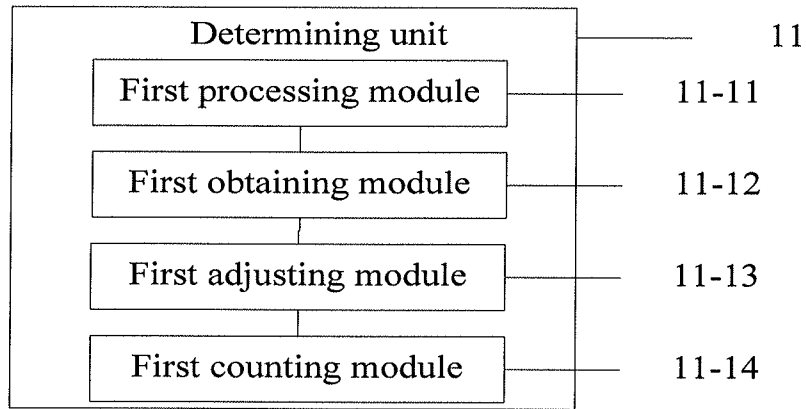 Determining unit 11
First processing module 11-11
First obtaining module 11-12
First adjusting module 11-13
First counting module 11-14